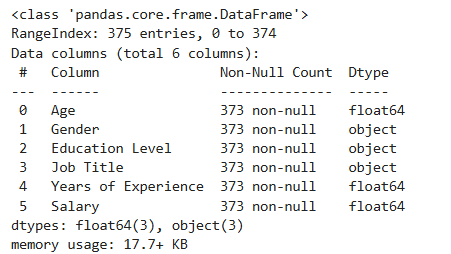 <class 'pandas.core.frame.DataFrame'>
RangeIndex: 375 entries, 0 to 374
Data columns (total 6 columns):
 #   Column               Non-Null Count  Dtype
---  ------               --------------  -----
 0   Age                  373 non-null    float64
 1   Gender               373 non-null    object
 2   Education Level      373 non-null    object
 3   Job Title            373 non-null    object
 4   Years of Experience  373 non-null    float64
 5   Salary               373 non-null    float64
dtypes: float64(3), object(3)
memory usage: 17.7+ KB